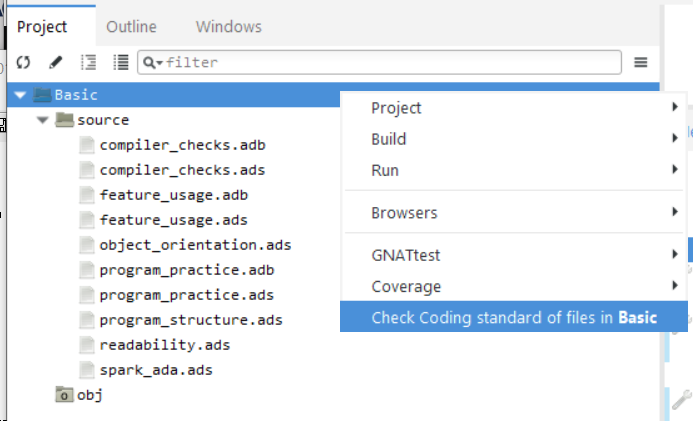 Project Outline Windows
filter
Basic
source
compiler_checks.adb
compiler_checks.ads
feature_usage.adb
feature_usage.ads
object_orientation.ads
program_practice.adb
program_practice.ads
program_structure.ads
readability.ads
spark_ada.ads
obj
Project
Build
Run
Browsers
GNATtest
Coverage
Check Coding standard of files in Basic